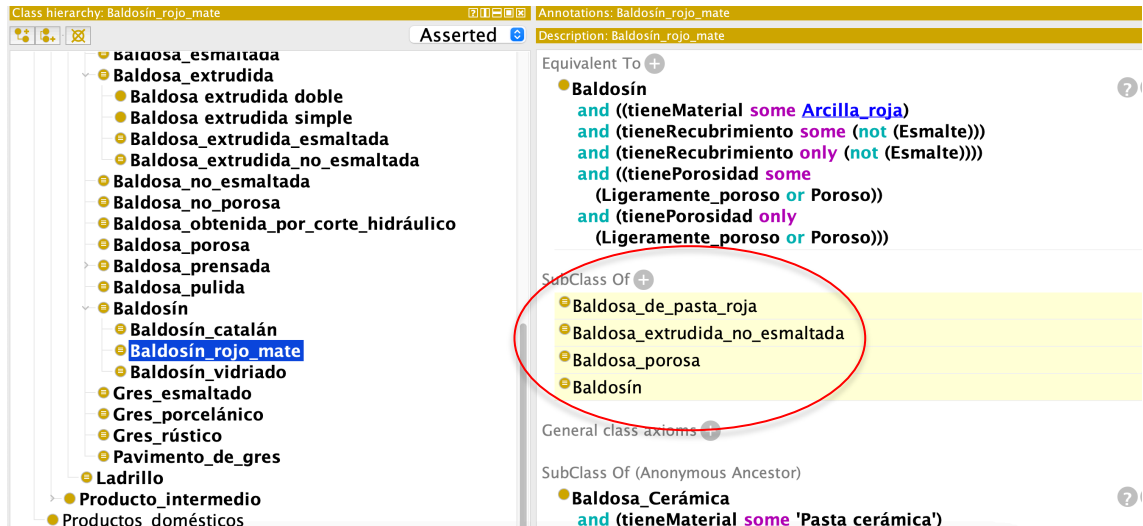 Class hierarchy: Baldosín_rojo_mate
Asserted
Baldosa_esmaltada
Baldosa_extrudida
Baldosa extrudida doble
Baldosa extrudida simple
Baldosa_extrudida_esmaltada
Baldosa_extrudida_no_esmaltada
Baldosa_no_esmaltada
Baldosa_no_porosa
Baldosa_obtenida_por_corte_hidráulico
Baldosa_porosa
Baldosa_prensada
Baldosa_pulida
Baldosín
Baldosín_catalán
Baldosín_rojo_mate
Baldosín_vidriado
Gres_esmaltado
Gres_porcelánico
Gres_rústico
Pavimento_de_gres
Ladrillo
Producto_intermedio
Productos domésticos
Annotations: Baldosín_rojo_mate
Description: Baldosín_rojo_mate
Equivalent To
Baldosín
and ((tieneMaterial some Arcilla_roja)
and (tieneRecubrimiento some (not (Esmalte)))
and (tieneRecubrimiento only (not (Esmalte))))
and ((tienePorosidad some
(Ligeramente_poroso or Poroso))
and (tienePorosidad only
(Ligeramente_poroso or Poroso)))
SubClass Of
Baldosa_de_pasta_roja
Baldosa_extrudida_no_esmaltada
Baldosa_porosa
Baldosín
General class axioms
SubClass Of (Anonymous Ancestor)
Baldosa_Cerámica
and (tieneMaterial some 'Pasta cerámica')